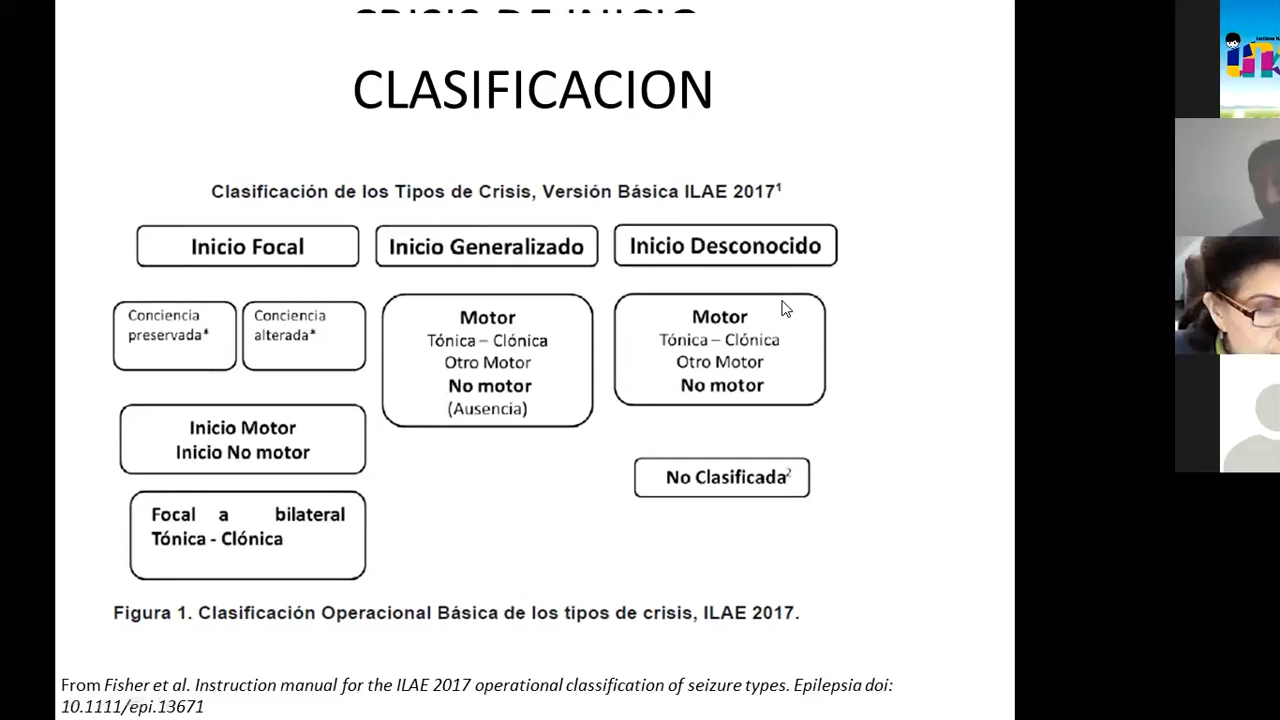 CLASIFICACION
Clasificación de los Tipos de Crisis, Versión Básica ILAE 2017¹
Inicio Focal
Inicio Generalizado
Inicio Desconocido
Conciencia
preservada*
Conciencia
alterada*
Motor
Tónica – Clónica
Otro Motor
No motor
(Ausencia)
Motor
Tónica – Clónica
Otro Motor
No motor
Inicio Motor
Inicio No motor
No Clasificada²
Focal a bilateral
Tónica - Clónica
Figura 1. Clasificación Operacional Básica de los tipos de crisis, ILAE 2017.
From Fisher et al. Instruction manual for the ILAE 2017 operational classification of seizure types. Epilepsia doi:
10.1111/epi.13671